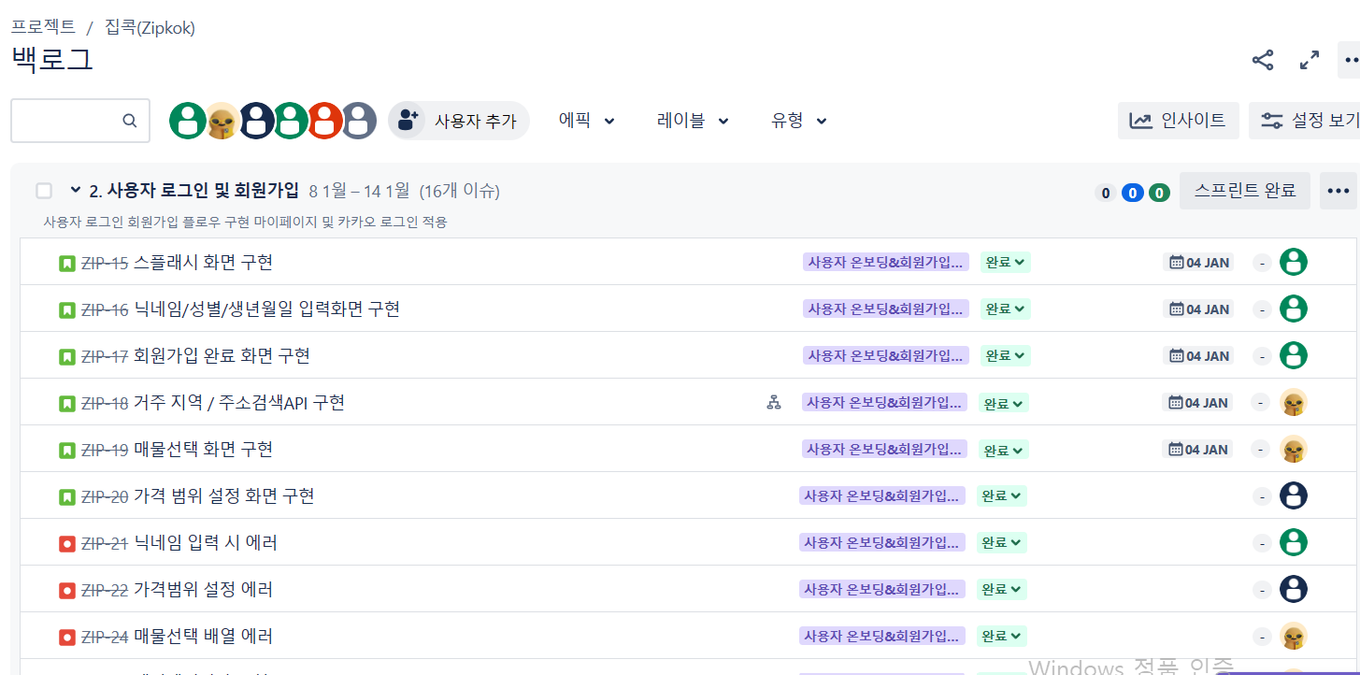 프로젝트 / 집콕(Zipkok)
백로그
사용자 추가 에픽 레이블 유형 인사이트 설정 보기
2. 사용자 로그인 및 회원가입 8 1월 – 14 1월 (16개 이슈) 0 0 0 스프린트 완료
사용자 로그인 회원가입 플로우 구현 마이페이지 및 카카오 로그인 적용
ZIP-15 스플래시 화면 구현 사용자 온보딩&회원가입... 완료 04 JAN -
ZIP-16 닉네임/성별/생년월일 입력화면 구현 사용자 온보딩&회원가입... 완료 04 JAN -
ZIP-17 회원가입 완료 화면 구현 사용자 온보딩&회원가입... 완료 04 JAN -
ZIP-18 거주 지역 / 주소검색API 구현 사용자 온보딩&회원가입... 완료 04 JAN -
ZIP-19 매물선택 화면 구현 사용자 온보딩&회원가입... 완료 04 JAN -
ZIP-20 가격 범위 설정 화면 구현 사용자 온보딩&회원가입... 완료 -
ZIP-21 닉네임 입력 시 에러 사용자 온보딩&회원가입... 완료 -
ZIP-22 가격범위 설정 에러 사용자 온보딩&회원가입... 완료 -
ZIP-24 매물선택 배열 에러 사용자 온보딩&회원가입... 완료 -
Windows 정품 인증